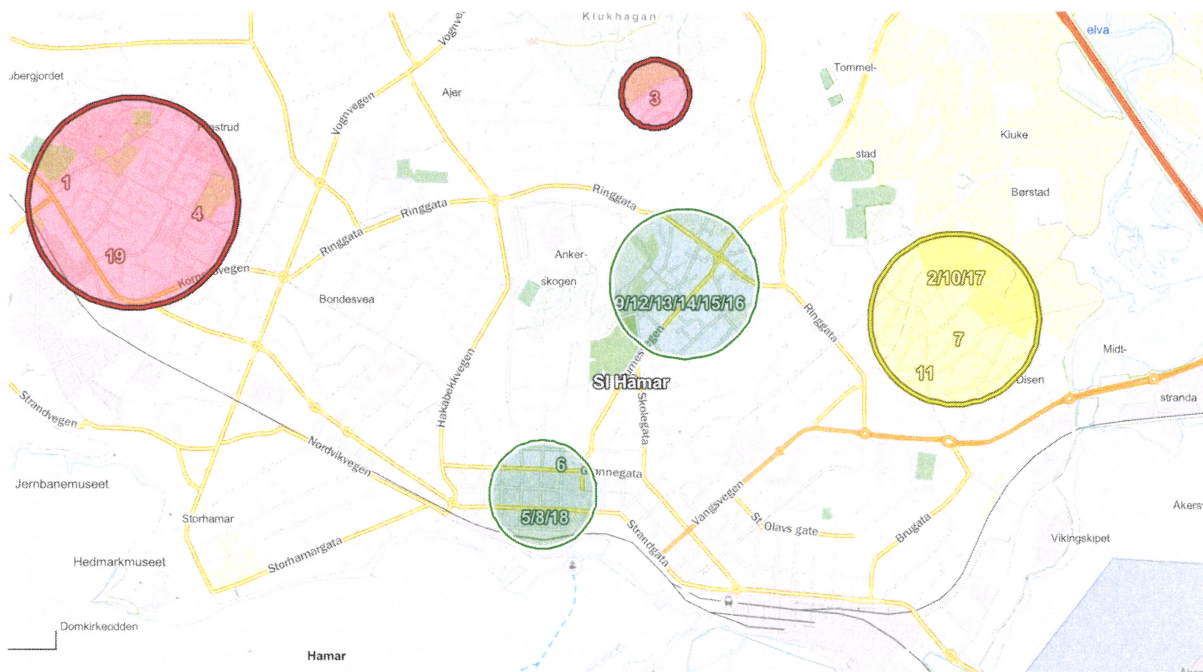 Klukhagan
elva
ubergjordet
Vognvegen
Ajer
3
Tommel-
strud
Vognvegen
Kluke
1
stad
Børstad
4
Ringgata
Ringgata
19
Kornsilvegen
Ringgata
Anker-
skogen
2/10/17
Bondesvea
9/12/13/14/15/16
Ringgata
7
Midt-
11
Disen
SI Hamar
stranda
Strandvegen
Hakabekkvegen
Skolegata
Nordvikvegen
6
Grønnegata
Jernbanemuseet
Vangsvegen
5/8/18
Storhamar
St. Olavs gate
Brugata
Strandgata
Vikingskipet
Storhamargata
Hedmarkmuseet
Domkirkeodden
Hamar